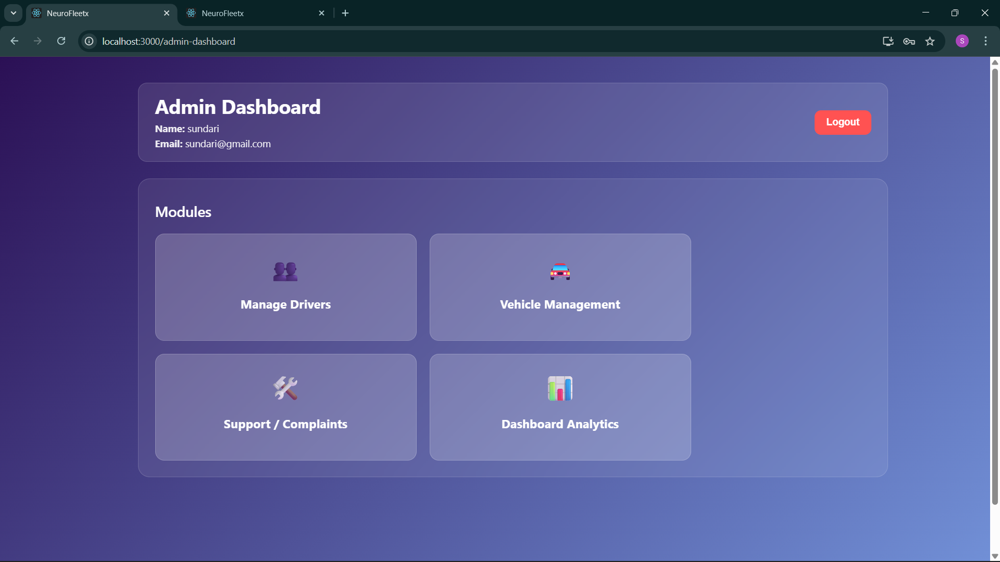 NeuroFleetx
NeuroFleetx
localhost:3000/admin-dashboard
S
Admin Dashboard
Name: sundari
Email: sundari@gmail.com
Logout
Modules
Manage Drivers
Vehicle Management
Support / Complaints
Dashboard Analytics